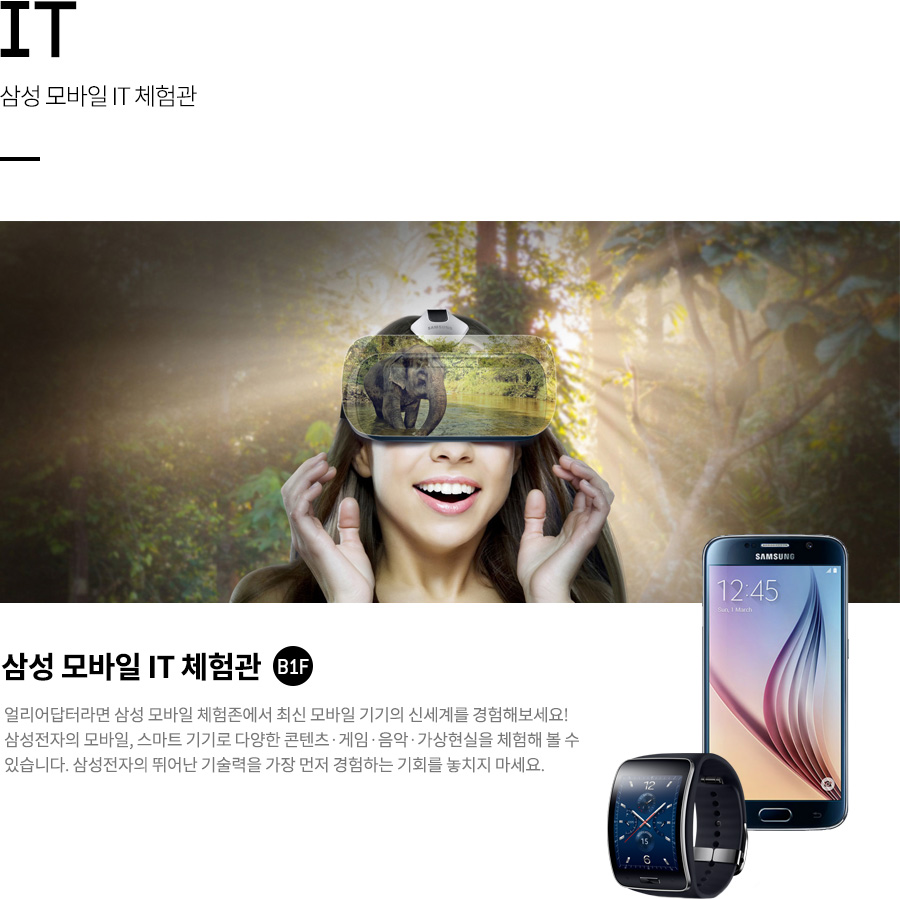 IT
삼성 모바일 IT 체험관
SAMSUNG
SAMSUNG
12:45
Sun, 1 March
삼성 모바일 IT 체험관 B1F
얼리어답터라면 삼성 모바일 체험존에서 최신 모바일 기기의 신세계를 경험해보세요!
삼성전자의 모바일, 스마트 기기로 다양한 콘텐츠·게임·음악·가상현실을 체험해 볼 수
있습니다. 삼성전자의 뛰어난 기술력을 가장 먼저 경험하는 기회를 놓치지 마세요.
12
15
6